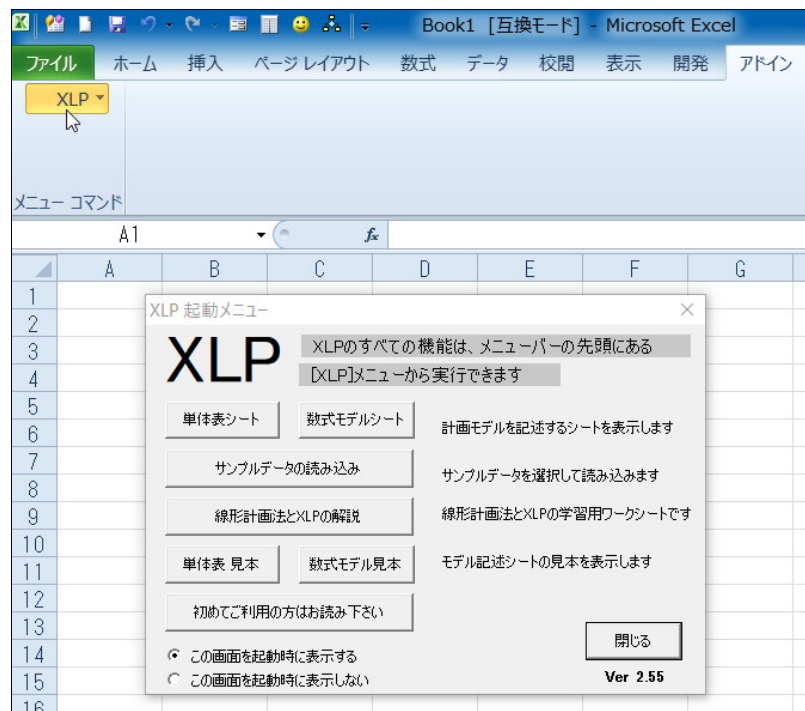 Book1 [互換モード] - Microsoft Excel
ファイル ホーム 挿入 ページ レイアウト 数式 データ 校閲 表示 開発 アドイン
XLP
メニュー コマンド
A1 fx
A B C D E F G
1
2
3
4
5
6
7
8
9
10
11
12
13
14
15
16
XLP 起動メニュー
XLP
XLPのすべての機能は、メニューバーの先頭にある
[XLP]メニューから実行できます
単体表シート 数式モデルシート 計画モデルを記述するシートを表示します
サンプルデータの読み込み サンプルデータを選択して読み込みます
線形計画法とXLPの解説 線形計画法とXLPの学習用ワークシートです
単体表 見本 数式モデル見本 モデル記述シートの見本を表示します
初めてご利用の方はお読み下さい
閉じる
この画面を起動時に表示する
この画面を起動時に表示しない
Ver 2.55